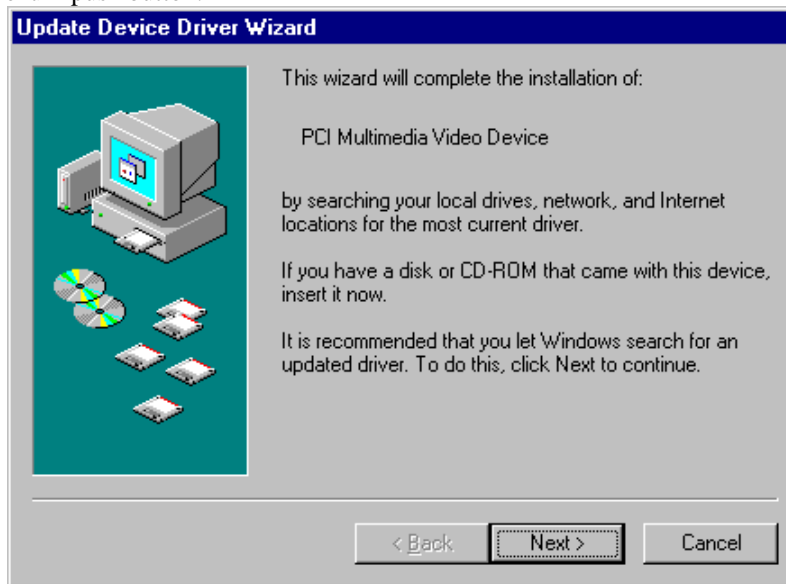 Update Device Driver Wizard
This wizard will complete the installation of:
PCI Multimedia Video Device
by searching your local drives, network, and Internet
locations for the most current driver.
If you have a disk or CD-ROM that came with this device,
insert it now.
It is recommended that you let Windows search for an
updated driver. To do this, click Next to continue.
< Back
Next >
Cancel